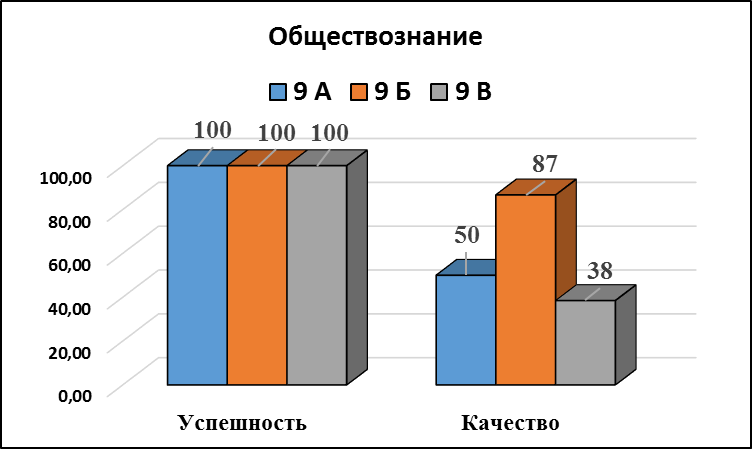 Обществознание
9 А 9 Б 9 В
100 100 100
87
50
38
100,00
80,00
60,00
40,00
20,00
0,00
Успешность Качество